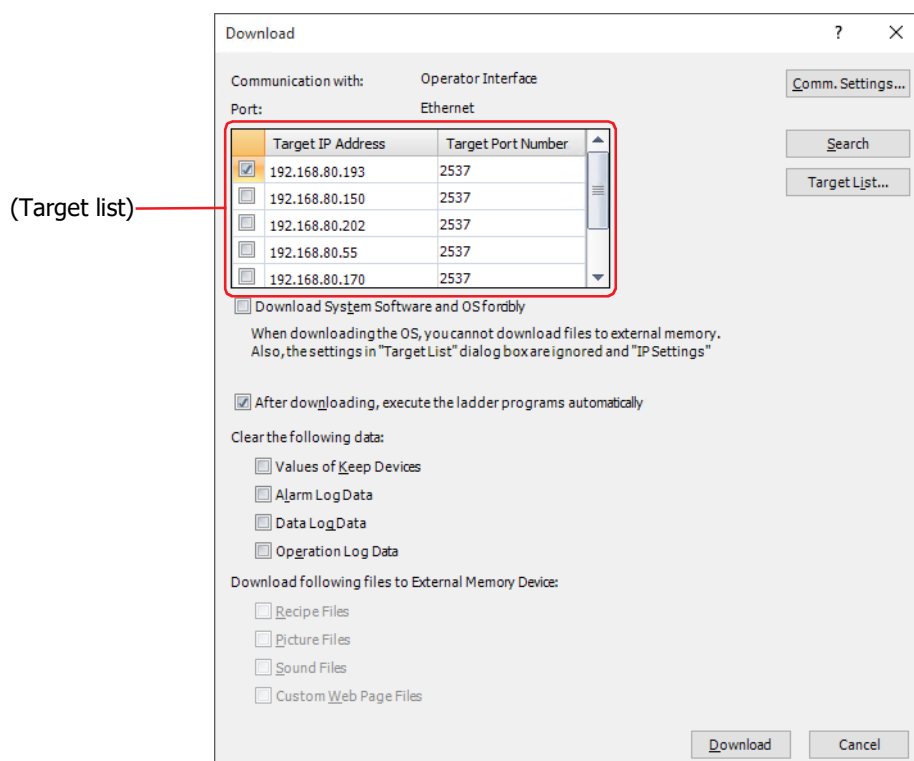 Download
?
Communication with: Operator Interface
Comm. Settings...
Port: Ethernet
Target IP Address Target Port Number
Search
192.168.80.193 2537
Target List...
192.168.80.150 2537
(Target list)
192.168.80.202 2537
192.168.80.55 2537
192.168.80.170 2537
Download System Software and OS forcibly
When downloading the OS, you cannot download files to external memory.
Also, the settings in "Target List" dialog box are ignored and "IP Settings"
After downloading, execute the ladder programs automatically
Clear the following data:
Values of Keep Devices
Alarm Log Data
Data Log Data
Operation Log Data
Download following files to External Memory Device:
Recipe Files
Picture Files
Sound Files
Custom Web Page Files
Download Cancel